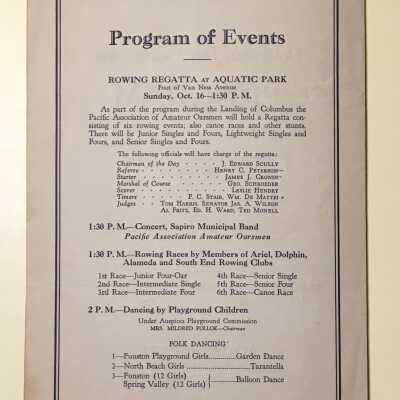 Program of Events
ROWING REGATTA AT AQUATIC PARK
Foot of Van Ness Avenue
Sunday, Oct. 16—1:30 P. M.
As part of the program during the Landing of Columbus the
Pacific Association of Amateur Oarsmen will hold a Regatta con-
sisting of six rowing events; also canoe races and other stunts.
There will be Junior Singles and Fours, Lightweight Singles and
Fours, and Senior Singles and Fours.
The following officials will have charge of the regatta:
Chairman of the Day - - - - J. EDWARD SCULLY
Referee - - - - - - - - HENRY C. PETERSON
Starter - - - - - - - - - JAMES J. CRONIN
Marshal of Course - - - - - GEO. SCHROEDER
Scorer - - - - - - - - - LESLIE HENDRY
Timers - - - - P. C. STAIR, WM. DE MATTEI
Judges - - TOM HARRIS, SENATOR JAS. A. WILSON
AL FRITZ, ED. H. WARD, TED MONELL
1:30 P. M.—Concert, Sapiro Municipal Band
Pacific Association Amateur Oarsmen
1:30 P. M.—Rowing Races by Members of Ariel, Dolphin,
Alameda and South End Rowing Clubs
1st Race—Junior Four-Oar 4th Race—Senior Single
2nd Race—Intermediate Single 5th Race—Senior Four
3rd Race—Intermediate Four 6th Race—Canoe Race
2 P. M.—Dancing by Playground Children
Under Auspices Playground Commission
MRS. MILDRED POLLOK—Chairman
FOLK DANCING
1—Funston Playground Girls..............Garden Dance
2—North Beach Girls ........................Tarantella
3—Funston (12 Girls) } Balloon Dance
Spring Valley (12 Girls)